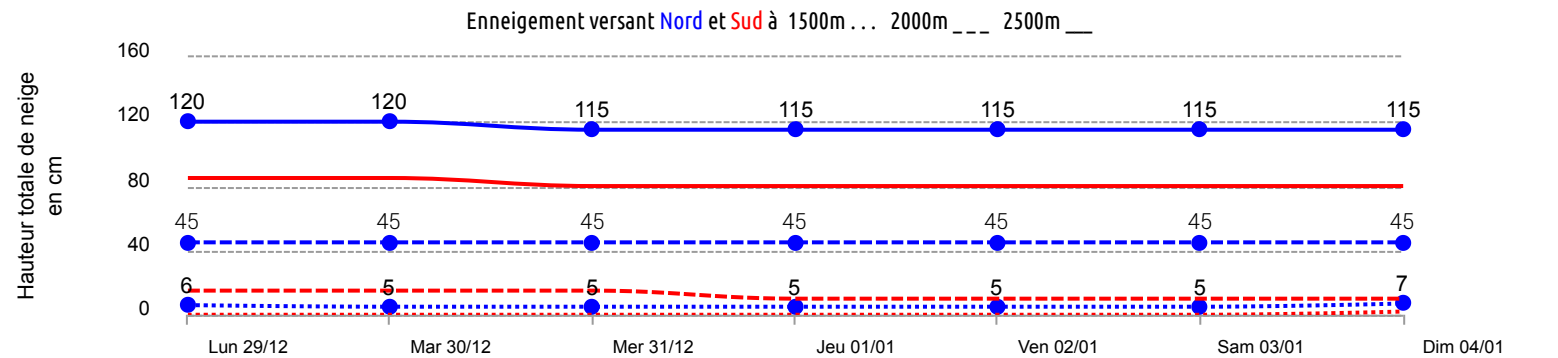 Enneigement versant Nord et Sud à 1500m . . . 2000m _ _ _ 2500m __
Hauteur totale de neige
en cm
160
120
80
40
0
120 120 115 115 115 115 115
45 45 45 45 45 45 45
6 5 5 5 5 5 7
Lun 29/12 Mar 30/12 Mer 31/12 Jeu 01/01 Ven 02/01 Sam 03/01 Dim 04/01